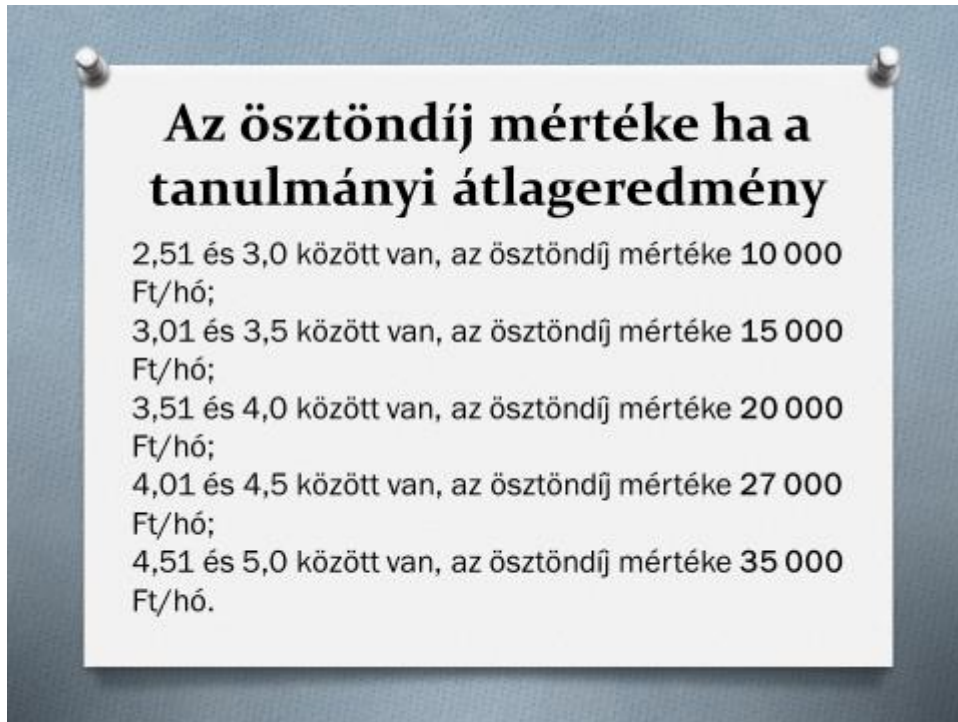 Az ösztöndíj mértéke ha a
tanulmányi átlageredmény
2,51 és 3,0 között van, az ösztöndíj mértéke 10 000
Ft/hó;
3,01 és 3,5 között van, az ösztöndíj mértéke 15 000
Ft/hó;
3,51 és 4,0 között van, az ösztöndíj mértéke 20 000
Ft/hó;
4,01 és 4,5 között van, az ösztöndíj mértéke 27 000
Ft/hó;
4,51 és 5,0 között van, az ösztöndíj mértéke 35 000
Ft/hó.